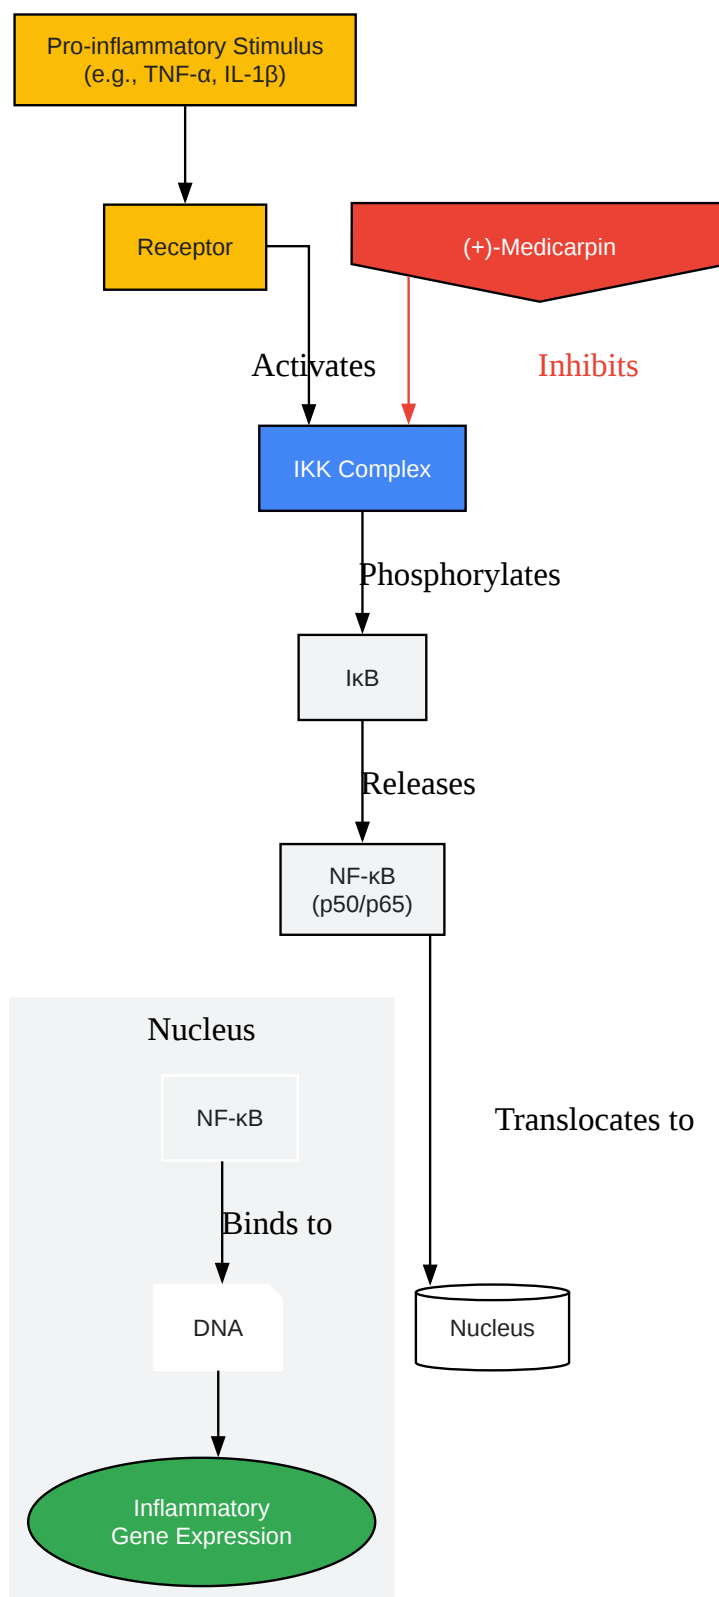 Pro-inflammatory Stimulus
(e.g., TNF-α, IL-1β)
Receptor
(+)-Medicarpin
Activates
Inhibits
IKK Complex
Phosphorylates
IκB
Releases
NF-κB
(p50/p65)
Nucleus
NF-κB
Translocates to
Binds to
DNA
Nucleus
Inflammatory
Gene Expression